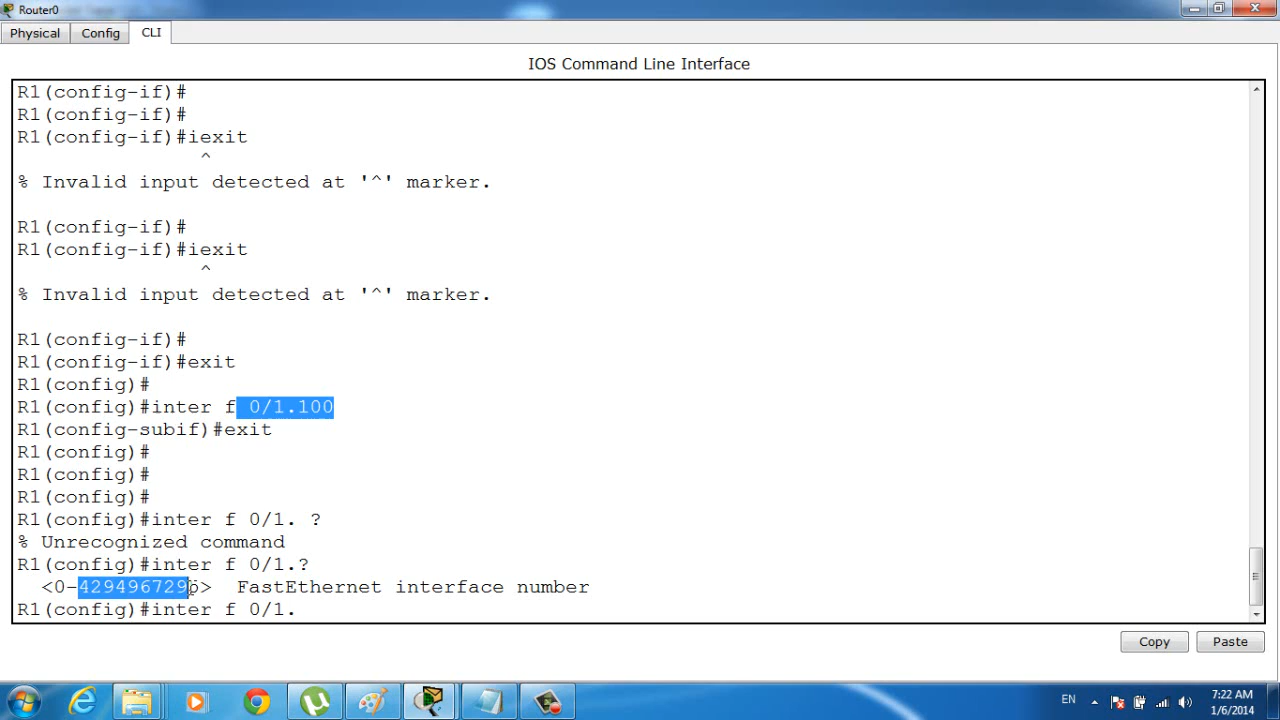 Router0
Physical Config CLI
IOS Command Line Interface
R1(config-if)#
R1(config-if)#
R1(config-if)#iexit
^
% Invalid input detected at '^' marker.
R1(config-if)#
R1(config-if)#iexit
^
% Invalid input detected at '^' marker.
R1(config-if)#
R1(config-if)#exit
R1(config)#
R1(config)#inter f 0/1.100
R1(config-subif)#exit
R1(config)#
R1(config)#
R1(config)#
R1(config)#inter f 0/1. ?
% Unrecognized command
R1(config)#inter f 0/1.?
<0-4294967295> FastEthernet interface number
R1(config)#inter f 0/1.
Copy Paste
EN
7:22 AM
1/6/2014